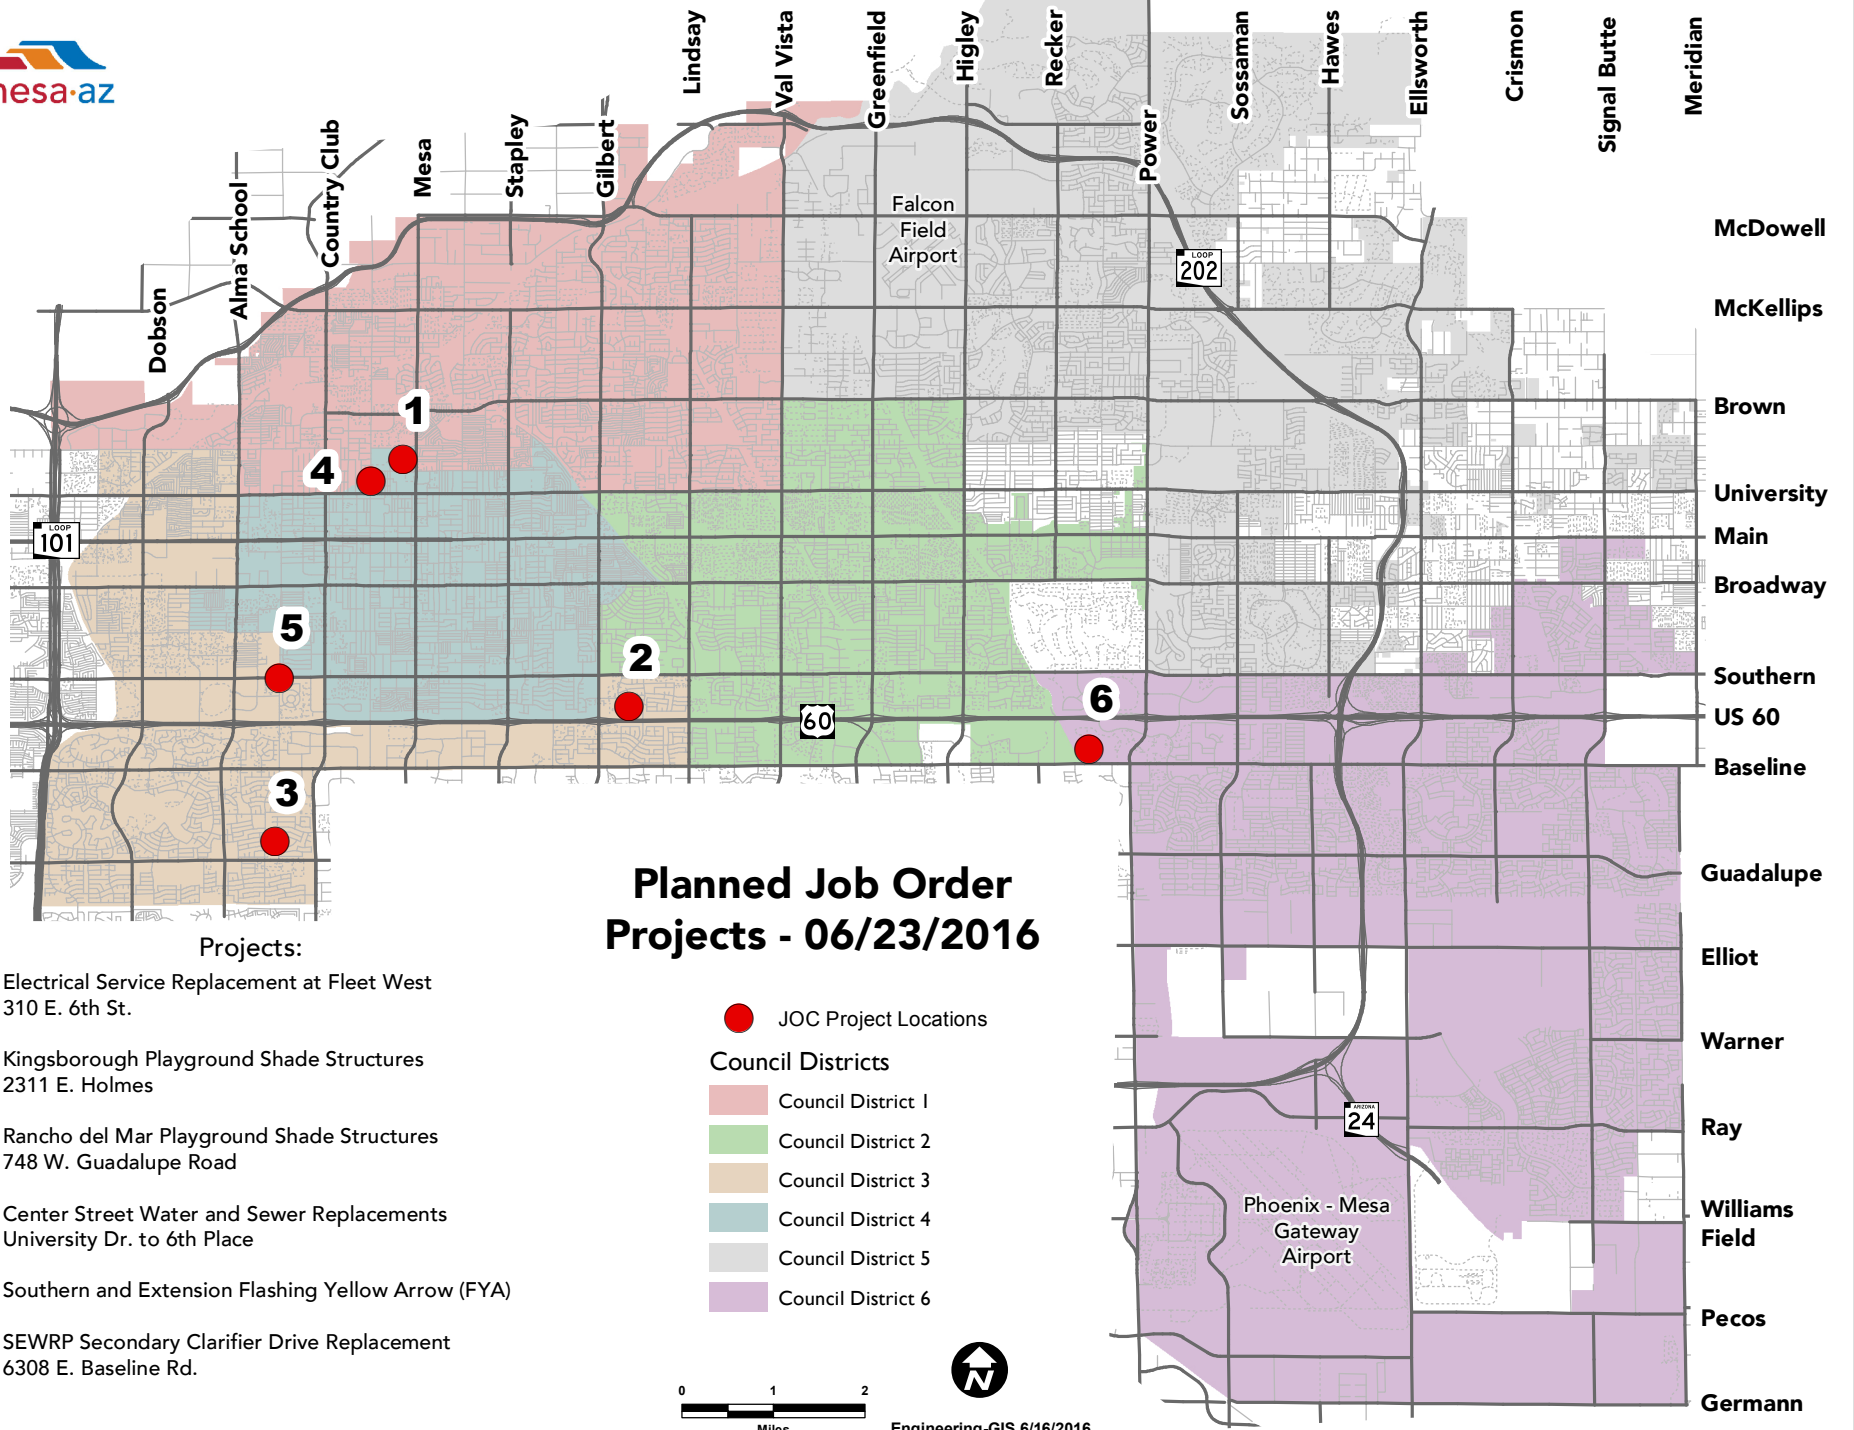 mesa·az
Lindsay
Val Vista
Greenfield
Higley
Recker
Power
Sossaman
Hawes
Ellsworth
Crismon
Signal Butte
Meridian
Dobson
Alma School
Country Club
Mesa
Stapley
Gilbert
Falcon
Field
Airport
LOOP
202
McDowell
McKellips
Brown
University
Main
Broadway
Southern
US 60
Baseline
Guadalupe
Elliot
Warner
Ray
Williams
Field
Pecos
Germann
1
4
LOOP
101
5
2
6
60
3
Planned Job Order
Projects - 06/23/2016
Projects:
Electrical Service Replacement at Fleet West
310 E. 6th St.
Kingsborough Playground Shade Structures
2311 E. Holmes
Rancho del Mar Playground Shade Structures
748 W. Guadalupe Road
Center Street Water and Sewer Replacements
University Dr. to 6th Place
Southern and Extension Flashing Yellow Arrow (FYA)
SEWRP Secondary Clarifier Drive Replacement
6308 E. Baseline Rd.
JOC Project Locations
Council Districts
Council District 1
Council District 2
Council District 3
Council District 4
Council District 5
Council District 6
ARIZONA
24
Phoenix - Mesa
Gateway
Airport
0 1 2
Miles
N
Engineering-GIS 6/16/2016